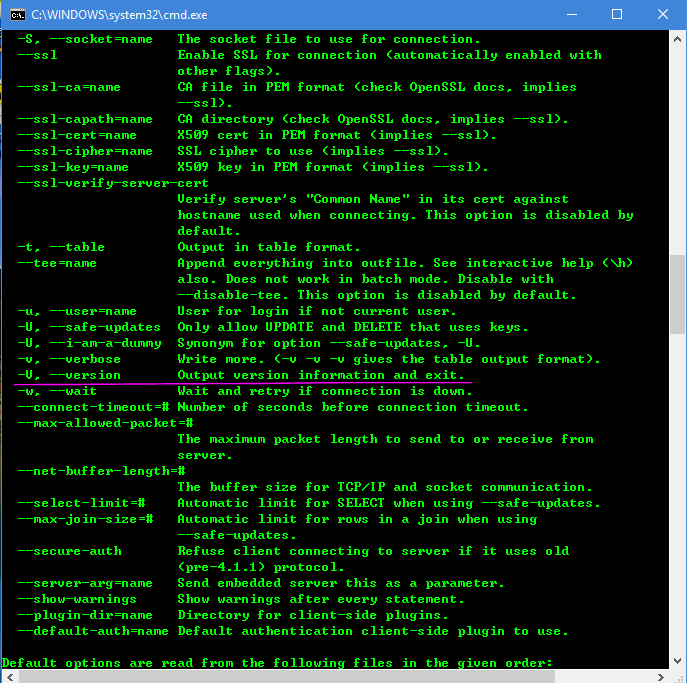 C:\WINDOWS\system32\cmd.exe
-S, --socket=name   The socket file to use for connection.
--ssl               Enable SSL for connection (automatically enabled with
                    other flags).
--ssl-ca=name       CA file in PEM format (check OpenSSL docs, implies
                    --ssl).
--ssl-capath=name   CA directory (check OpenSSL docs, implies --ssl).
--ssl-cert=name     X509 cert in PEM format (implies --ssl).
--ssl-cipher=name   SSL cipher to use (implies --ssl).
--ssl-key=name      X509 key in PEM format (implies --ssl).
--ssl-verify-server-cert
                    Verify server's "Common Name" in its cert against
                    hostname used when connecting. This option is disabled by
                    default.
-t, --table         Output in table format.
--tee=name          Append everything into outfile. See interactive help (\h)
                    also. Does not work in batch mode. Disable with
                    --disable-tee. This option is disabled by default.
-u, --user=name     User for login if not current user.
-U, --safe-updates  Only allow UPDATE and DELETE that uses keys.
-U, --i-am-a-dummy  Synonym for option --safe-updates, -U.
-v, --verbose       Write more. (-v -v -v gives the table output format).
-V, --version       Output version information and exit.
-w, --wait          Wait and retry if connection is down.
--connect-timeout=# Number of seconds before connection timeout.
--max-allowed-packet=#
                    The maximum packet length to send to or receive from
                    server.
--net-buffer-length=#
                    The buffer size for TCP/IP and socket communication.
--select-limit=#    Automatic limit for SELECT when using --safe-updates.
--max-join-size=#   Automatic limit for rows in a join when using
                    --safe-updates.
--secure-auth       Refuse client connecting to server if it uses old
                    (pre-4.1.1) protocol.
--server-arg=name   Send embedded server this as a parameter.
--show-warnings     Show warnings after every statement.
--plugin-dir=name   Directory for client-side plugins.
--default-auth=name Default authentication client-side plugin to use.
Default options are read from the following files in the given order: